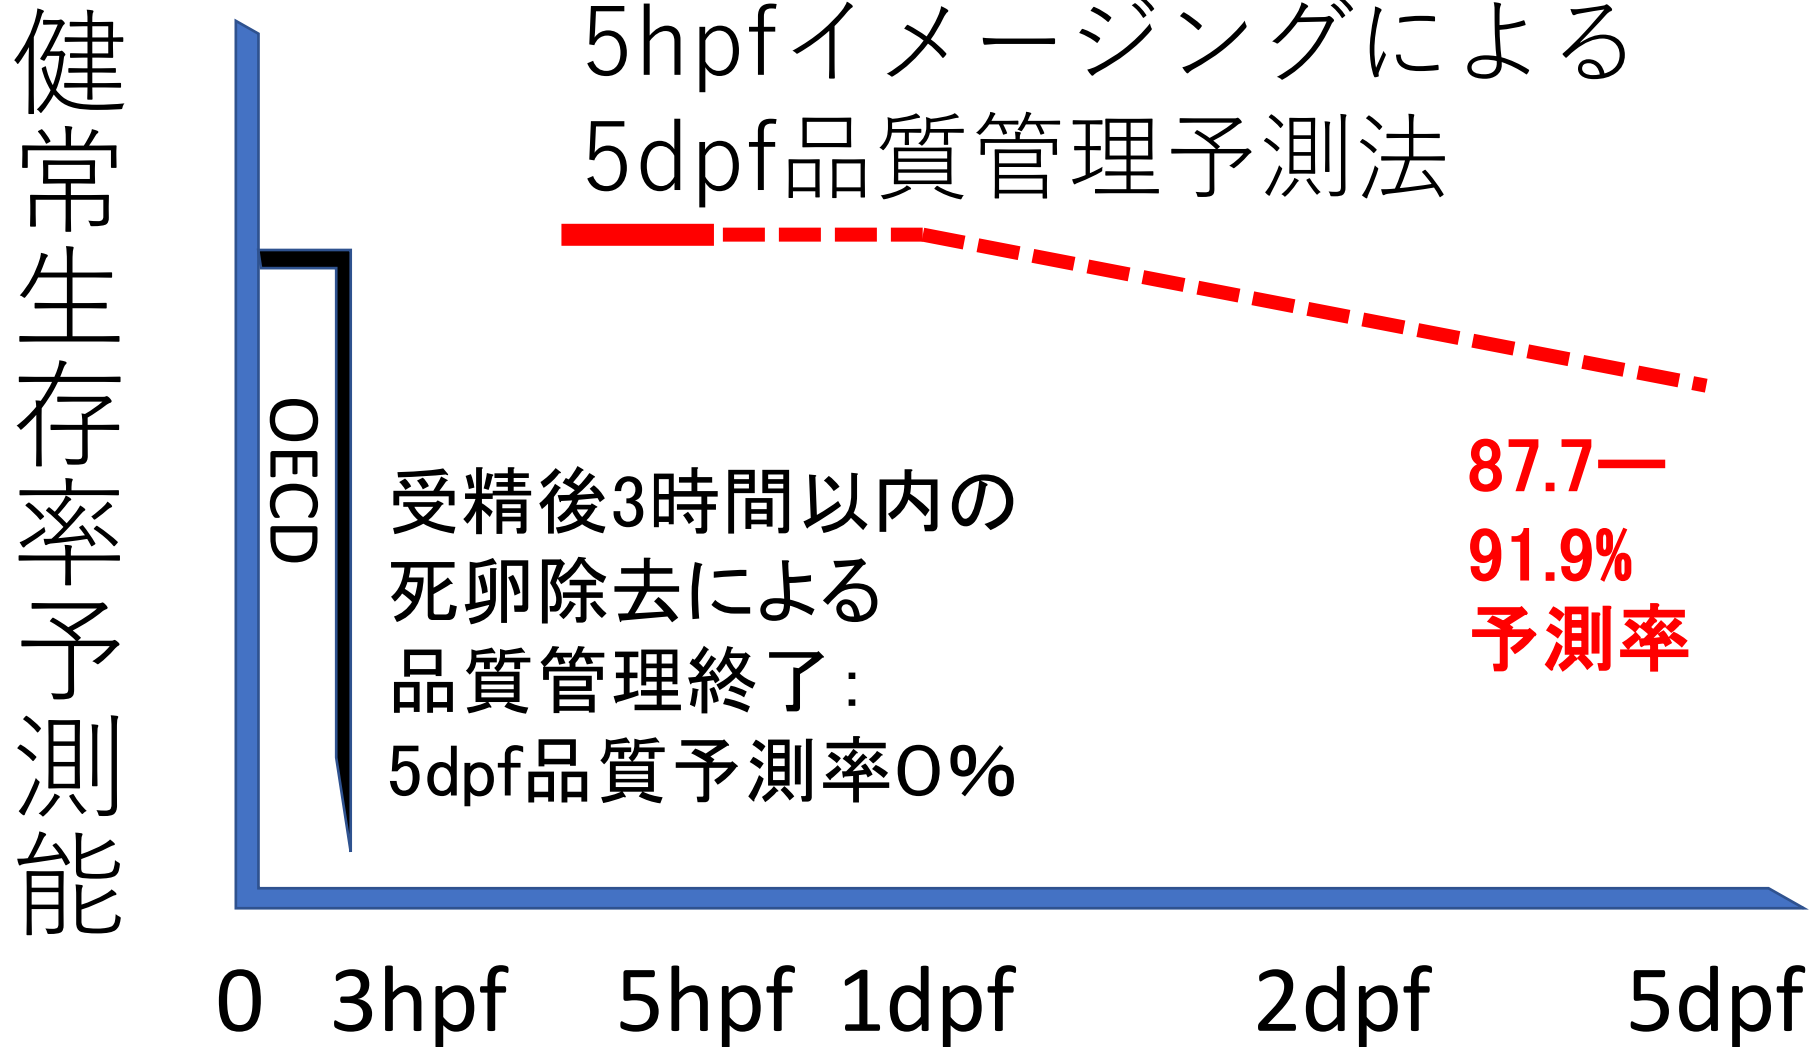 健常生存率予測能
5hpfイメージングによる
5dpf品質管理予測法
OECD
受精後3時間以内の
死卵除去による
品質管理終了：
5dpf品質予測率0%
87.7ー
91.9%
予測率
0 3hpf 5hpf 1dpf 2dpf 5dpf